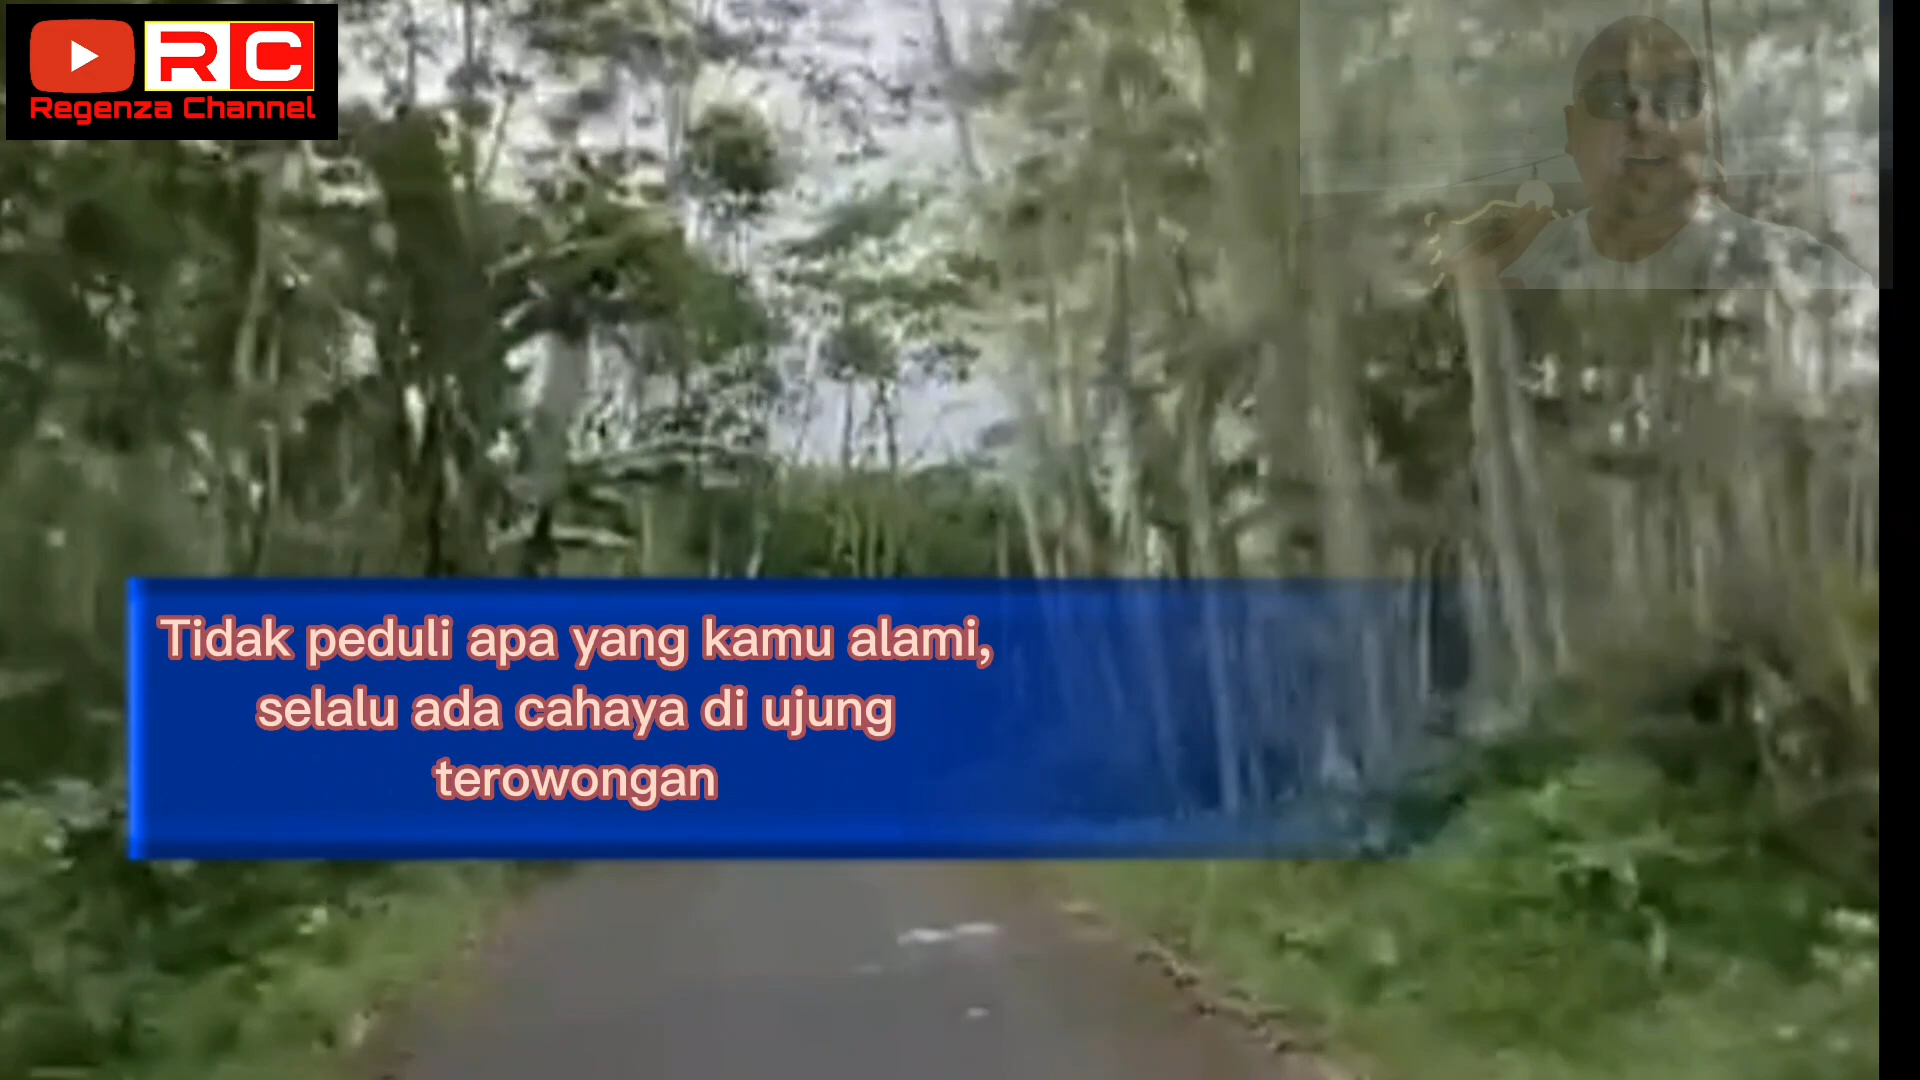 RC
Regenza Channel
Tidak peduli apa yang kamu alami,
selalu ada cahaya di ujung
terowongan